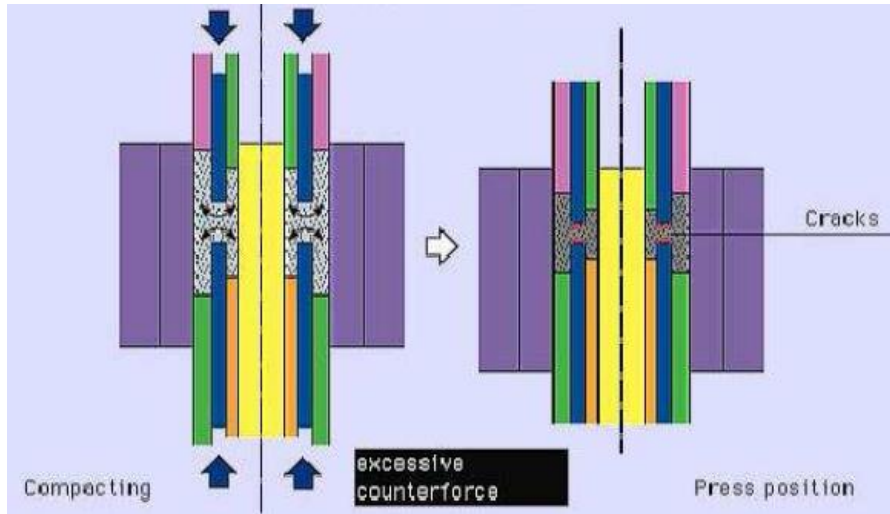 Cracks
Compacting
excessive
counterforce
Press position